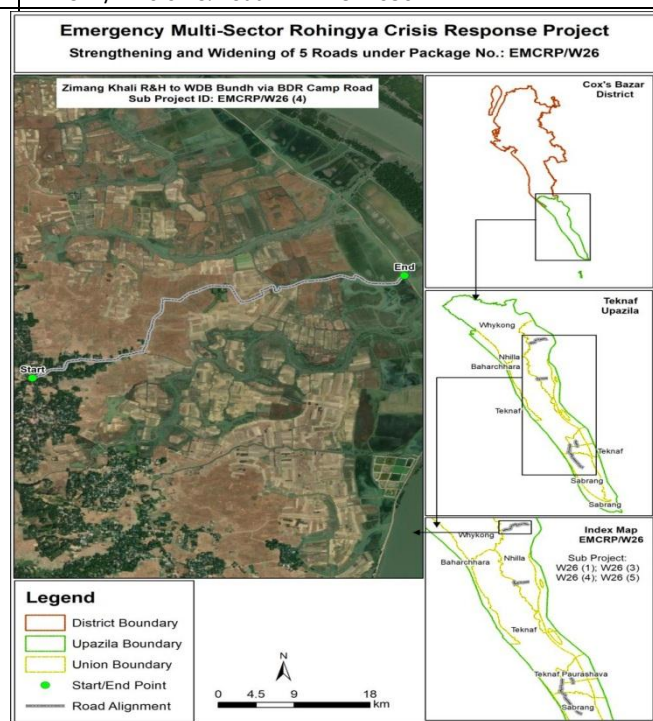 Emergency Multi-Sector Rohingya Crisis Response Project
Strengthening and Widening of 5 Roads under Package No.: EMCRP/W26
Zimang Khali R&H to WDB Bundh via BDR Camp Road
Sub Project ID: EMCRP/W26 (4)
Start
End
Cox's Bazar
District
Teknaf
Upazila
Whykong
Nhilla
Baharchhara
Teknaf
Teknaf
Sabrang
Sabrang
Index Map
EMCRP/W26
Sub Project:
W26 (1); W26 (3)
W26 (4); W26 (5)
Whykong
Nhilla
Baharchhara
Teknaf
Teknaf Paurashava
Sabrang
Legend
District Boundary
Upazila Boundary
Union Boundary
Start/End Point
Road Alignment
N
0 4.5 9 18
km